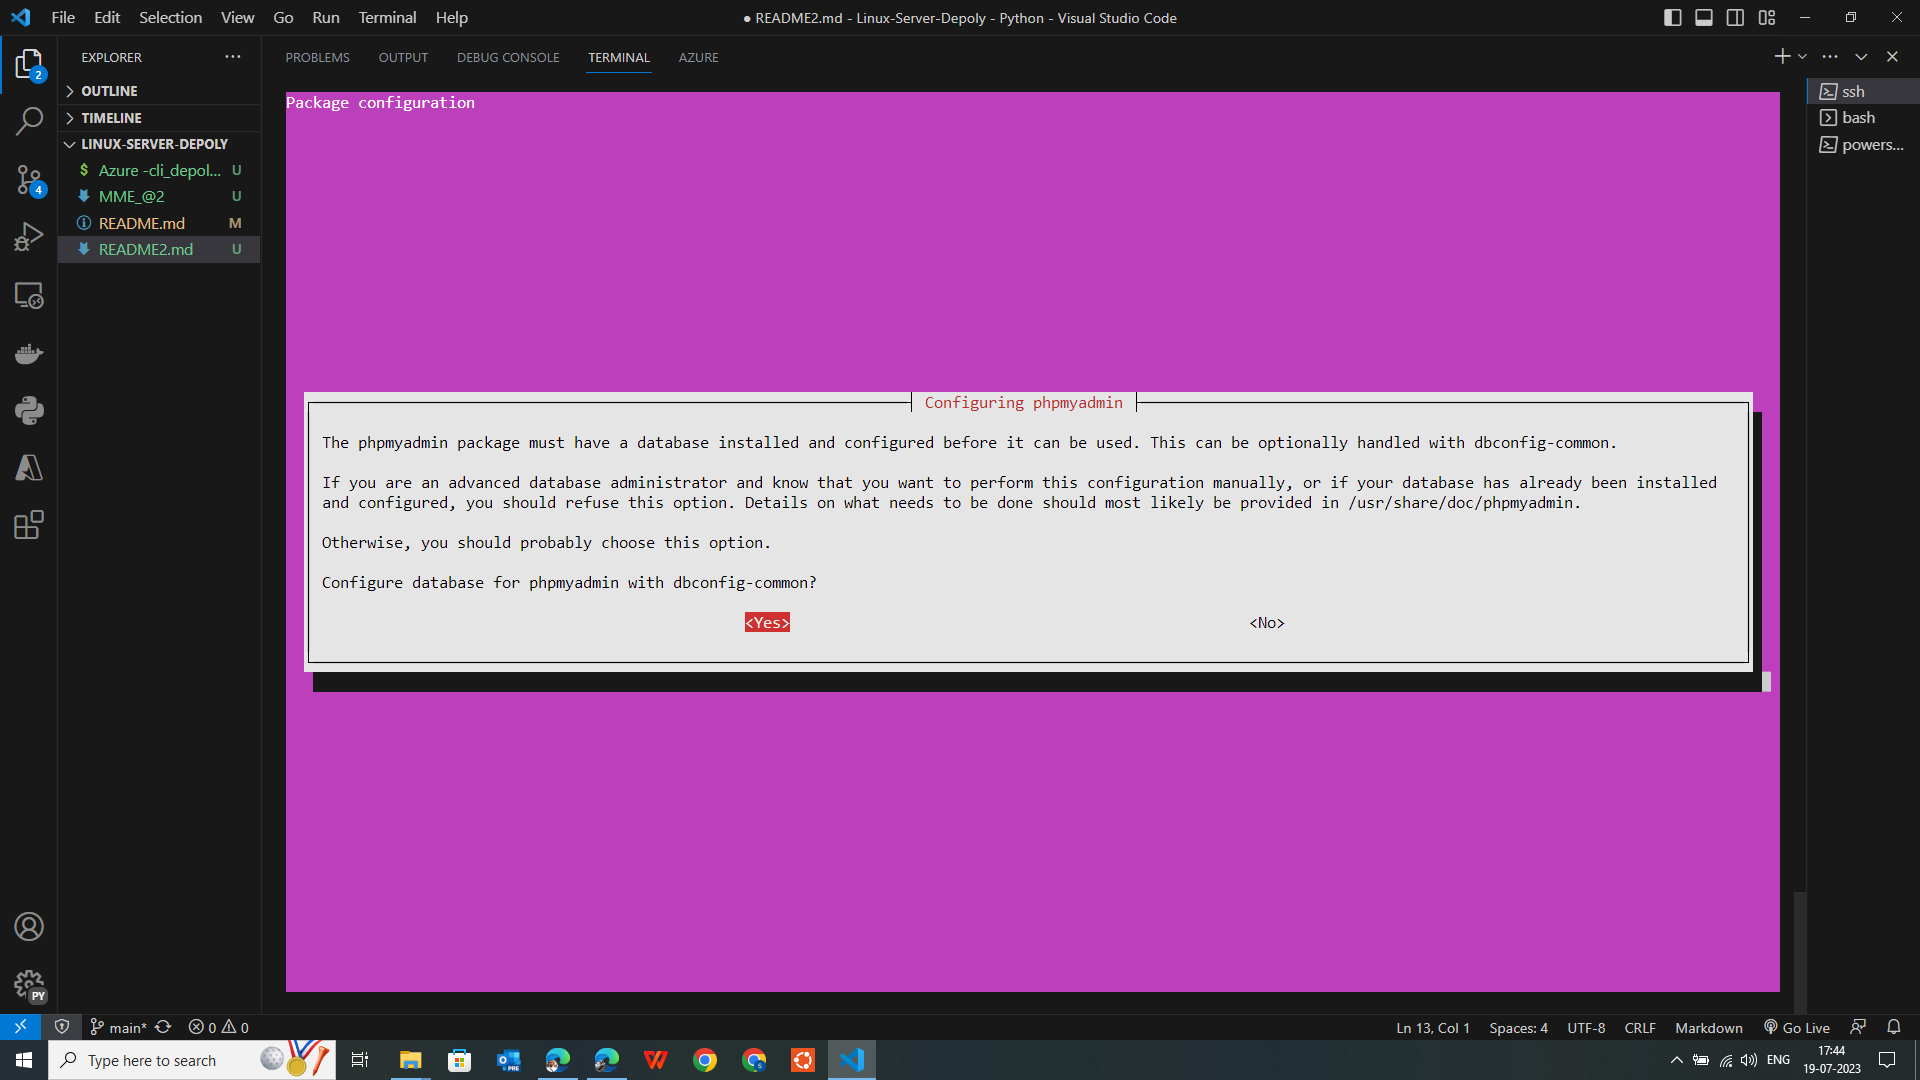 File Edit Selection View Go Run Terminal Help
● README2.md - Linux-Server-Depoly - Python - Visual Studio Code
EXPLORER
OUTLINE
TIMELINE
LINUX-SERVER-DEPOLY
$ Azure -cli_depol... U
MME_@2 U
README.md M
README2.md U
2
4
PY
PROBLEMS OUTPUT DEBUG CONSOLE TERMINAL AZURE
ssh
bash
powers...
Package configuration
Configuring phpmyadmin
The phpmyadmin package must have a database installed and configured before it can be used. This can be optionally handled with dbconfig-common.
If you are an advanced database administrator and know that you want to perform this configuration manually, or if your database has already been installed
and configured, you should refuse this option. Details on what needs to be done should most likely be provided in /usr/share/doc/phpmyadmin.
Otherwise, you should probably choose this option.
Configure database for phpmyadmin with dbconfig-common?
<Yes> <No>
main* 0 0
Ln 13, Col 1 Spaces: 4 UTF-8 CRLF Markdown Go Live
Type here to search
PRE
S
ENG
17:44
19-07-2023